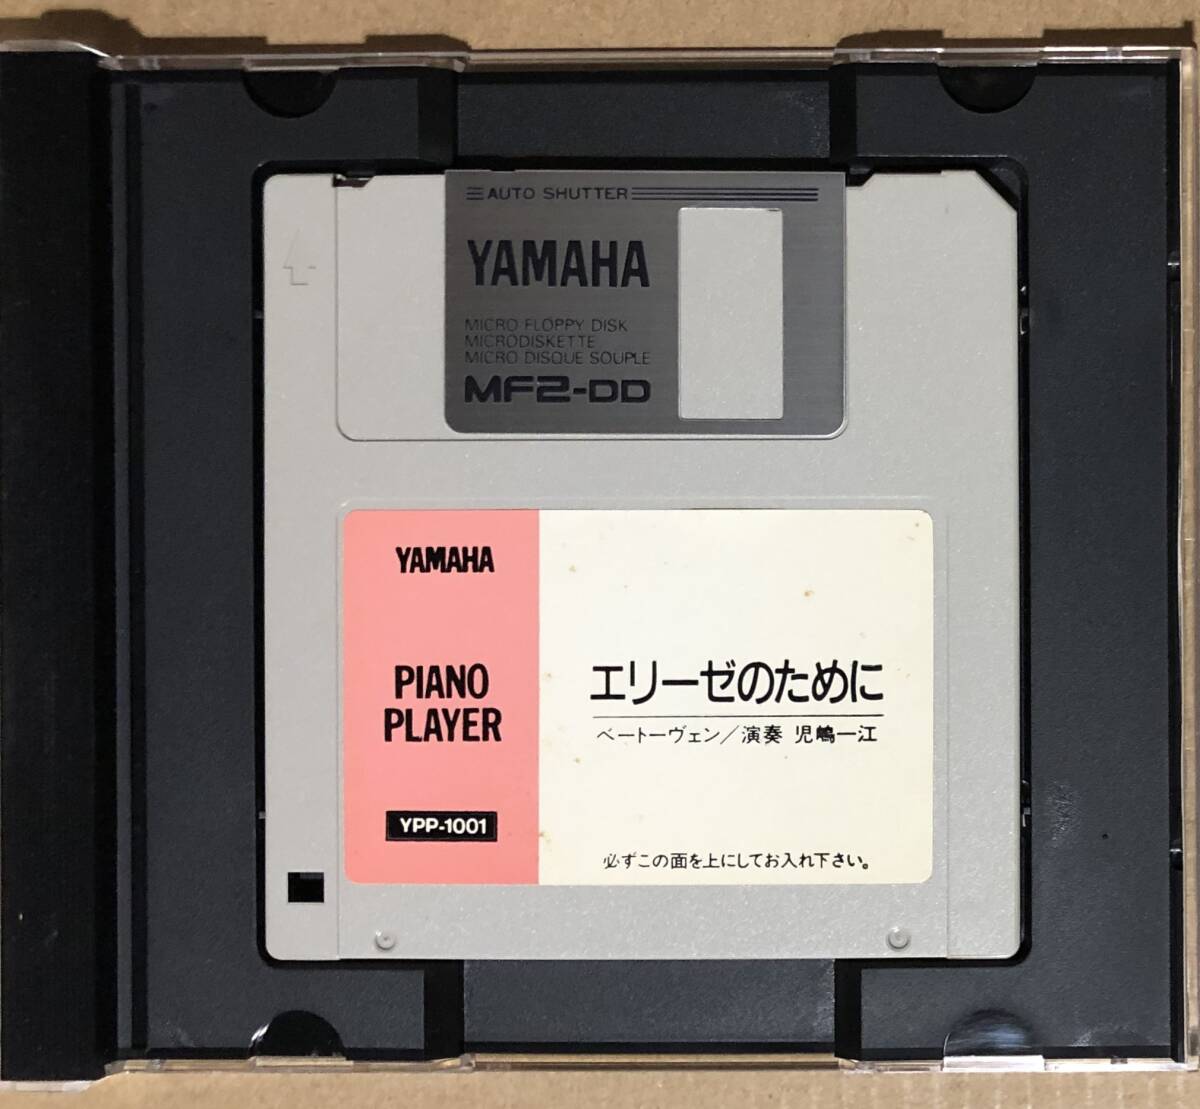 AUTO SHUTTER
YAMAHA
MICRO FLOPPY DISK
MICRODISKETTE
MICRO DISQUE SOUPLE
MF2-DD
YAMAHA
PIANO
PLAYER
YPP-1001
エリーゼのために
ベートーヴェン/演奏 児嶋一江
必ずこの面を上にしてお入れ下さい。